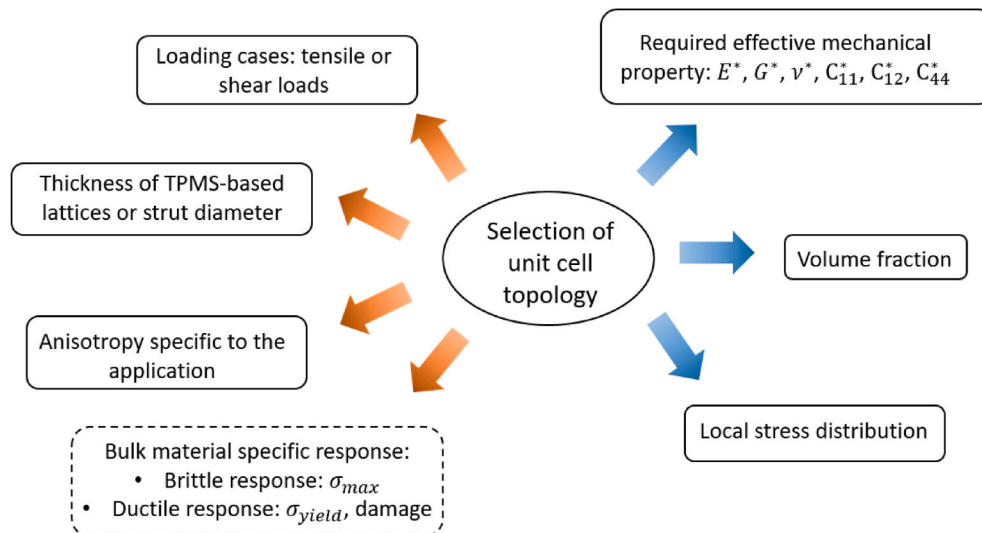 Loading cases: tensile or
shear loads
Required effective mechanical
property: E*, G*, ν*, C*₁₁, C*₁₂, C*₄₄
Thickness of TPMS-based
lattices or strut diameter
Selection of
unit cell
topology
Volume fraction
Anisotropy specific to the
application
Local stress distribution
Bulk material specific response:
• Brittle response: σ_max
• Ductile response: σ_yield, damage